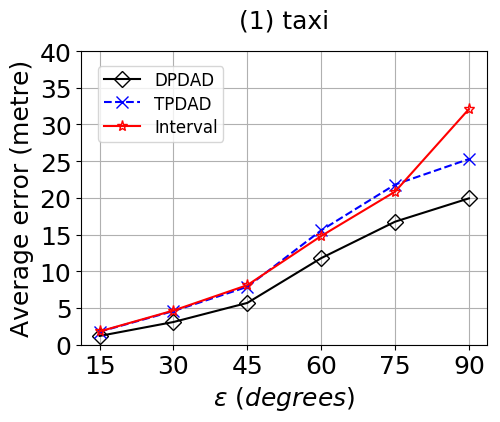 (1) taxi
Average error (metre)
40
35
30
25
20
15
10
5
0
DPDAD
TPDAD
Interval
15 30 45 60 75 90
ε (degrees)